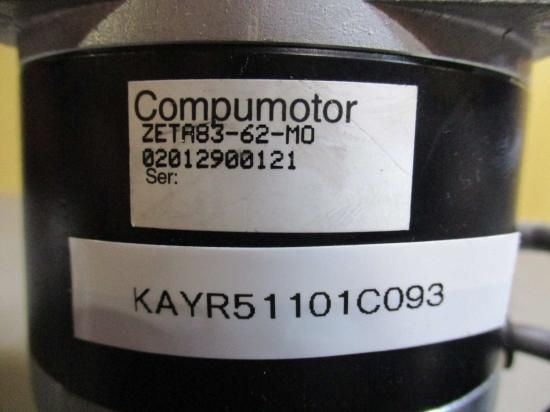 Compumotor
ZETA83-62-MO
02012900121
Ser:
KAYR51101C093